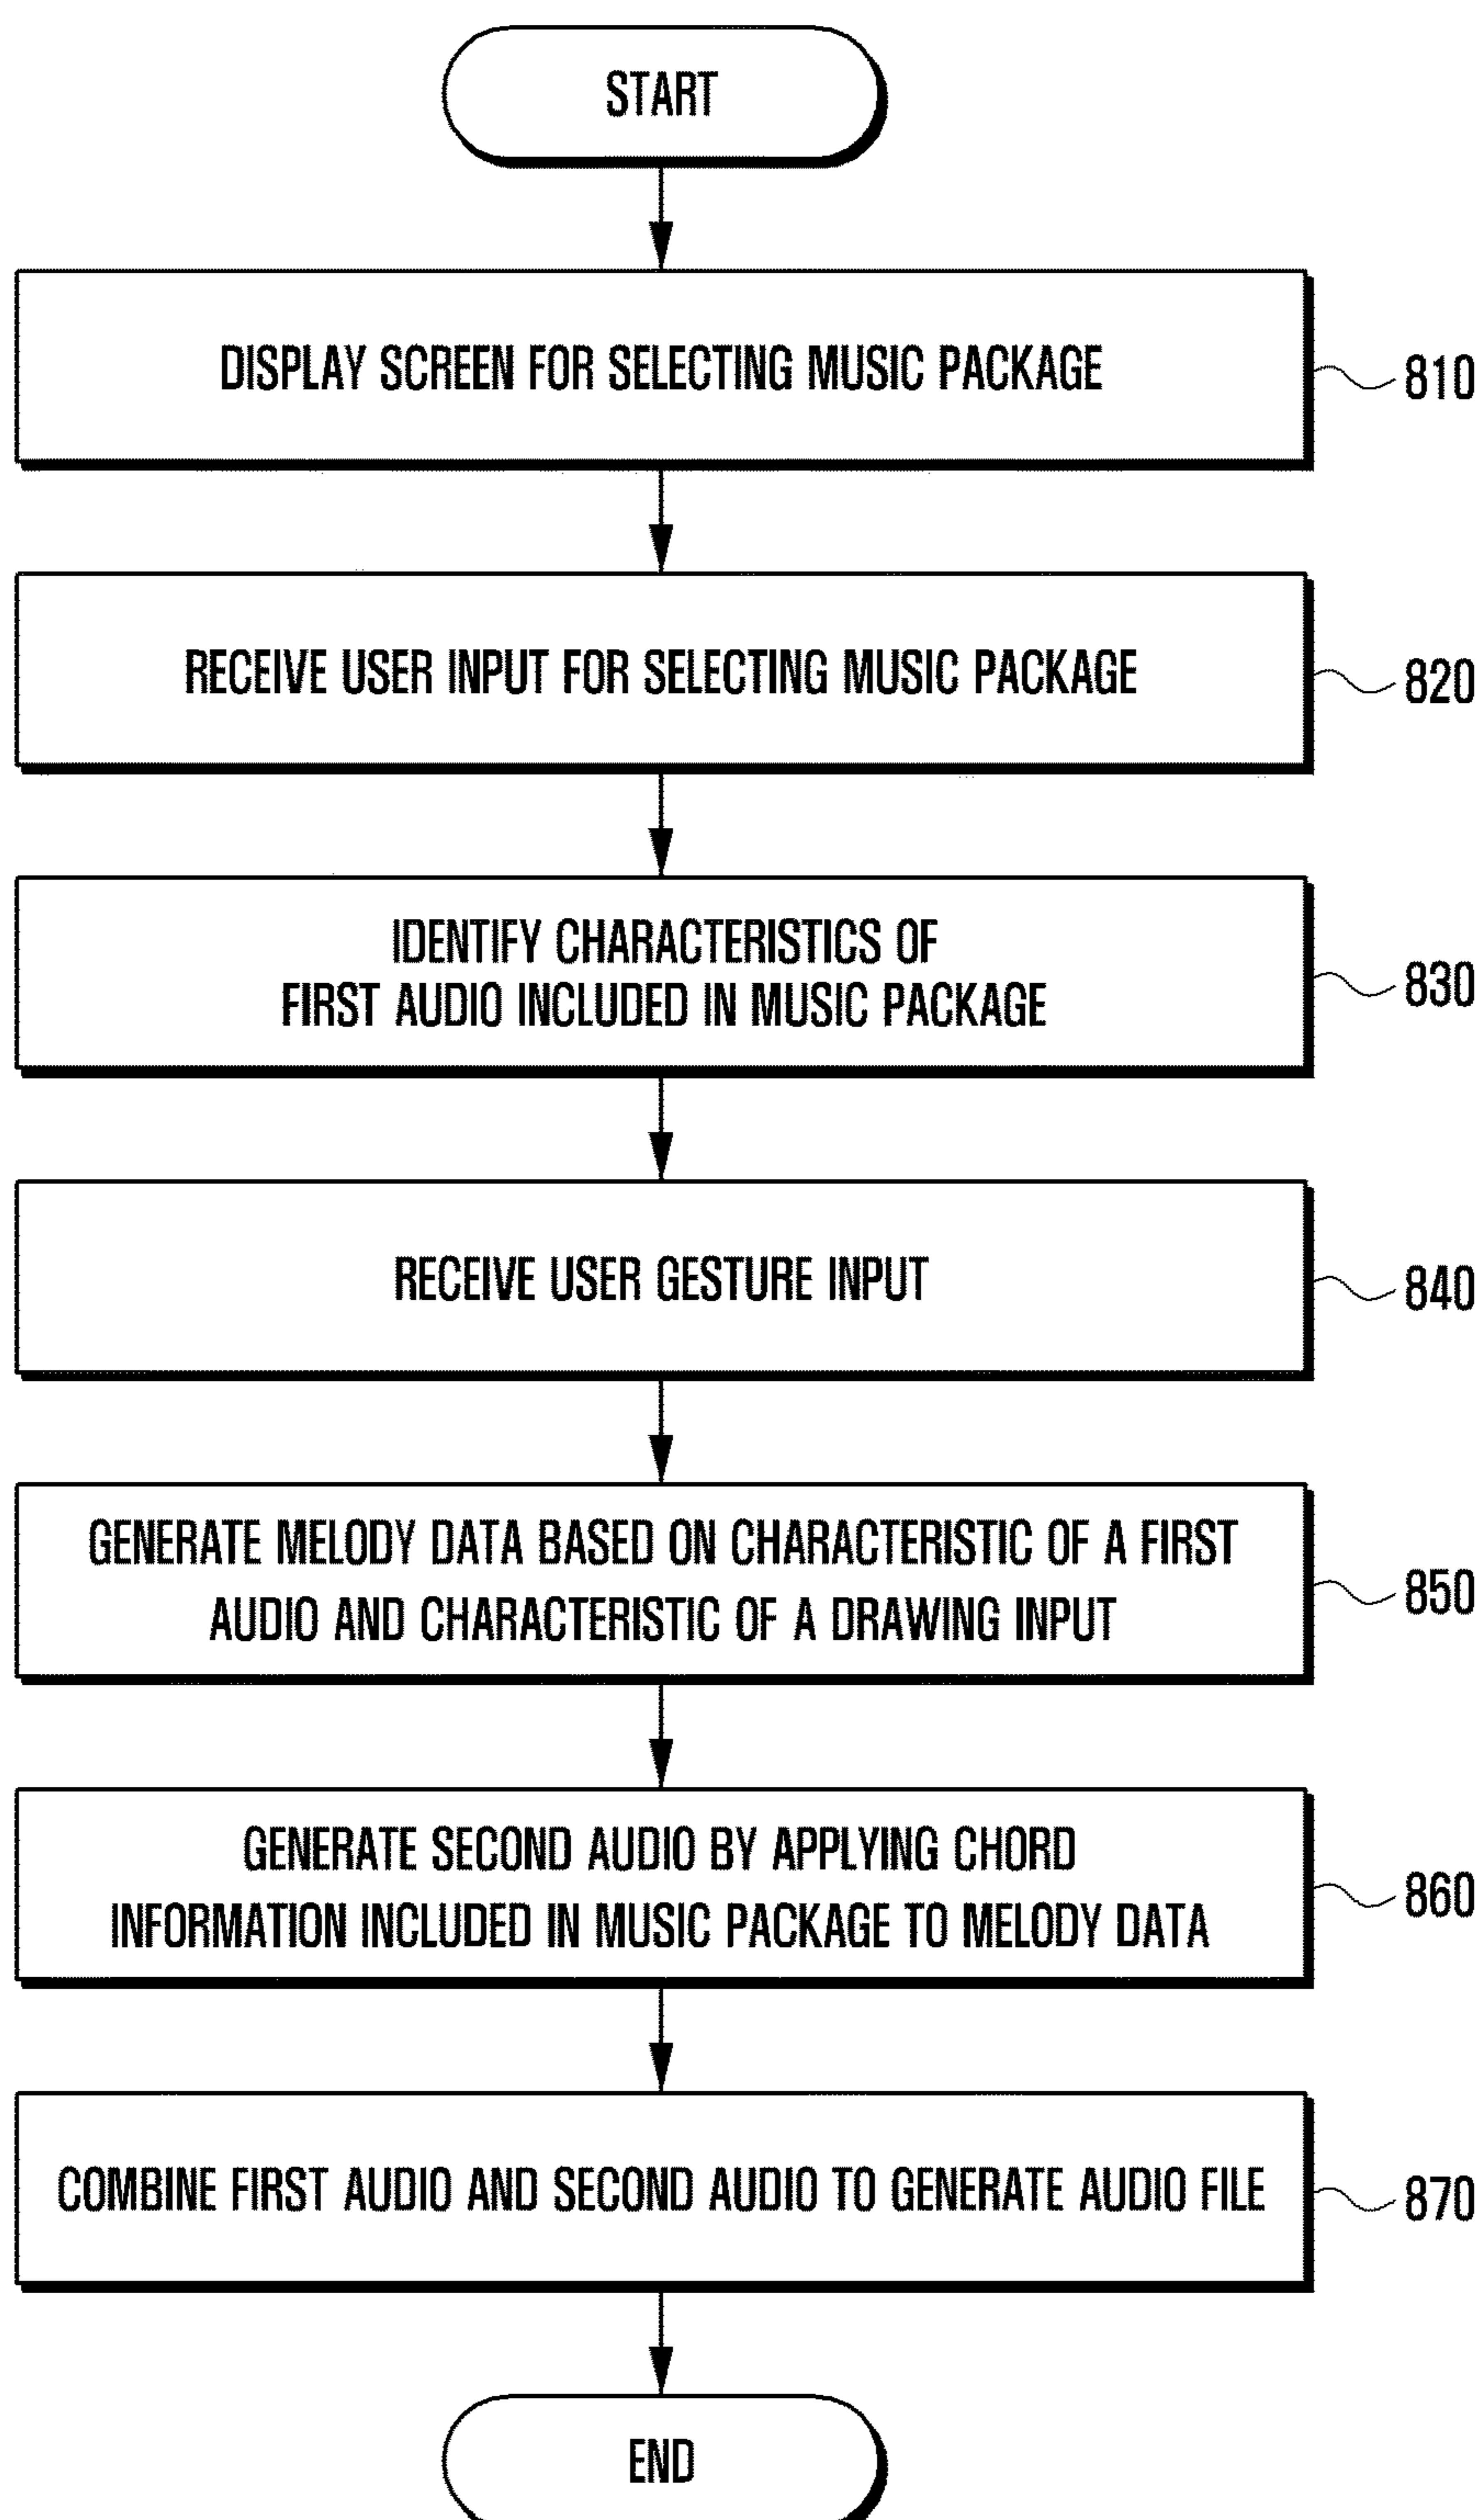 START
DISPLAY SCREEN FOR SELECTING MUSIC PACKAGE
810
RECEIVE USER INPUT FOR SELECTING MUSIC PACKAGE
820
IDENTIFY CHARACTERISTICS OF
FIRST AUDIO INCLUDED IN MUSIC PACKAGE
830
RECEIVE USER GESTURE INPUT
840
GENERATE MELODY DATA BASED ON CHARACTERISTIC OF A FIRST
AUDIO AND CHARACTERISTIC OF A DRAWING INPUT
850
GENERATE SECOND AUDIO BY APPLYING CHORD
INFORMATION INCLUDED IN MUSIC PACKAGE TO MELODY DATA
860
COMBINE FIRST AUDIO AND SECOND AUDIO TO GENERATE AUDIO FILE
870
END